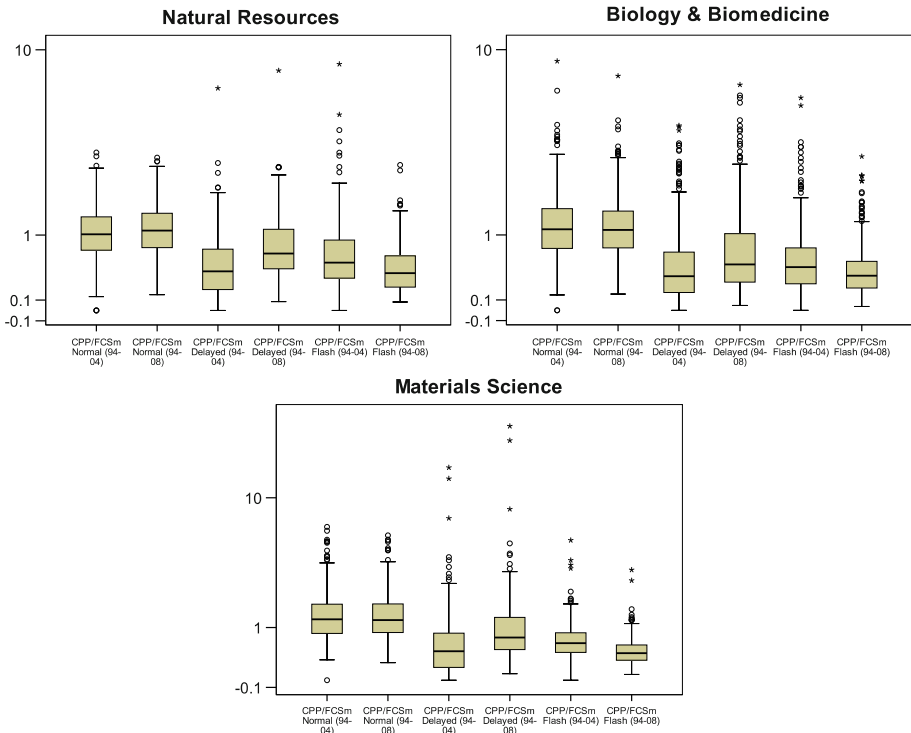 Natural Resources
10
1
0.1
-0.1
CPP/FCSm
Normal (94-
04)
CPP/FCSm
Normal (94-
08)
CPP/FCSm
Delayed (94-
04)
CPP/FCSm
Delayed (94-
08)
CPP/FCSm
Flash (94-04)
CPP/FCSm
Flash (94-08)
Biology & Biomedicine
10
1
0.1
-0.1
CPP/FCSm
Normal (94-
04)
CPP/FCSm
Normal (94-
08)
CPP/FCSm
Delayed (94-
04)
CPP/FCSm
Delayed (94-
08)
CPP/FCSm
Flash (94-04)
CPP/FCSm
Flash (94-08)
Materials Science
10
1
-0.1
CPP/FCSm
Normal (94-
04)
CPP/FCSm
Normal (94-
08)
CPP/FCSm
Delayed (94-
04)
CPP/FCSm
Delayed (94-
08)
CPP/FCSm
Flash (94-04)
CPP/FCSm
Flash (94-08)